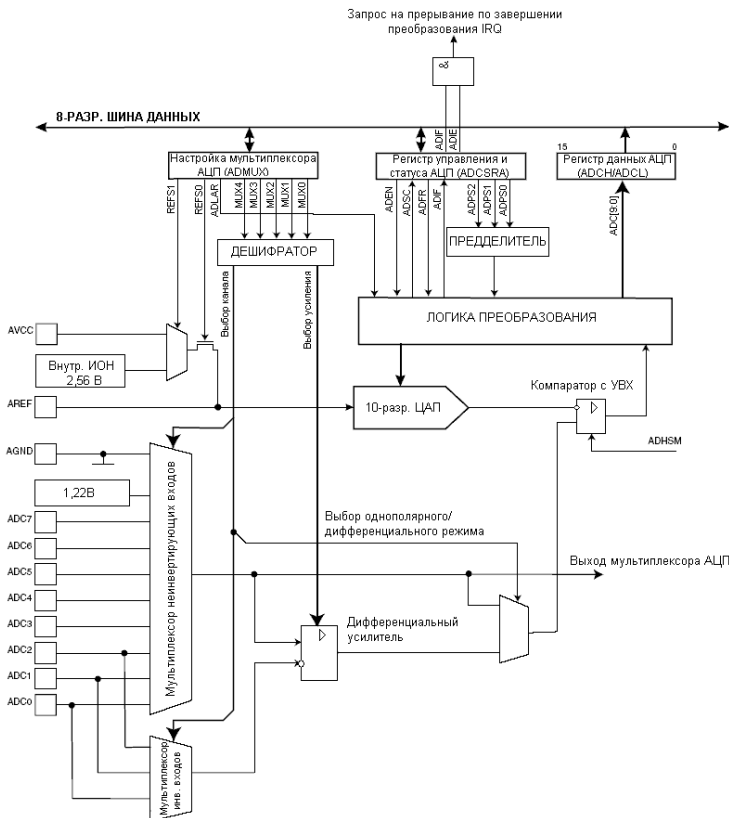 Запрос на прерывание по завершении
преобразования IRQ
&
8-РАЗР. ШИНА ДАННЫХ
ADIF
ADIE
15
0
Настройка мультиплексора
АЦП (ADMUX)
Регистр управления и
статуса АЦП (ADCSRA)
Регистр данных АЦП
(ADCH/ADCL)
REFS1
REFS0
ADLAR
MUX4
MUX3
MUX2
MUX1
MUX0
ADEN
ADSC
ADFR
ADIF
ADPS2
ADPS1
ADPS0
ADC[9:0]
ДЕШИФРАТОР
ПРЕДДЕЛИТЕЛЬ
Выбор канала
Выбор усиления
ЛОГИКА ПРЕОБРАЗОВАНИЯ
AVCC
Внутр. ИОН
2,56 В
AREF
10-разр. ЦАП
Компаратор с УВХ
ADHSM
AGND
1,22В
ADC7
ADC6
ADC5
ADC4
ADC3
ADC2
ADC1
ADC0
Мультиплексор неинвертирующих входов
Выбор однополярного/
дифференциального режима
Выход мультиплексора АЦП
Дифференциальный
усилитель
Мультиплексор
инв. входов